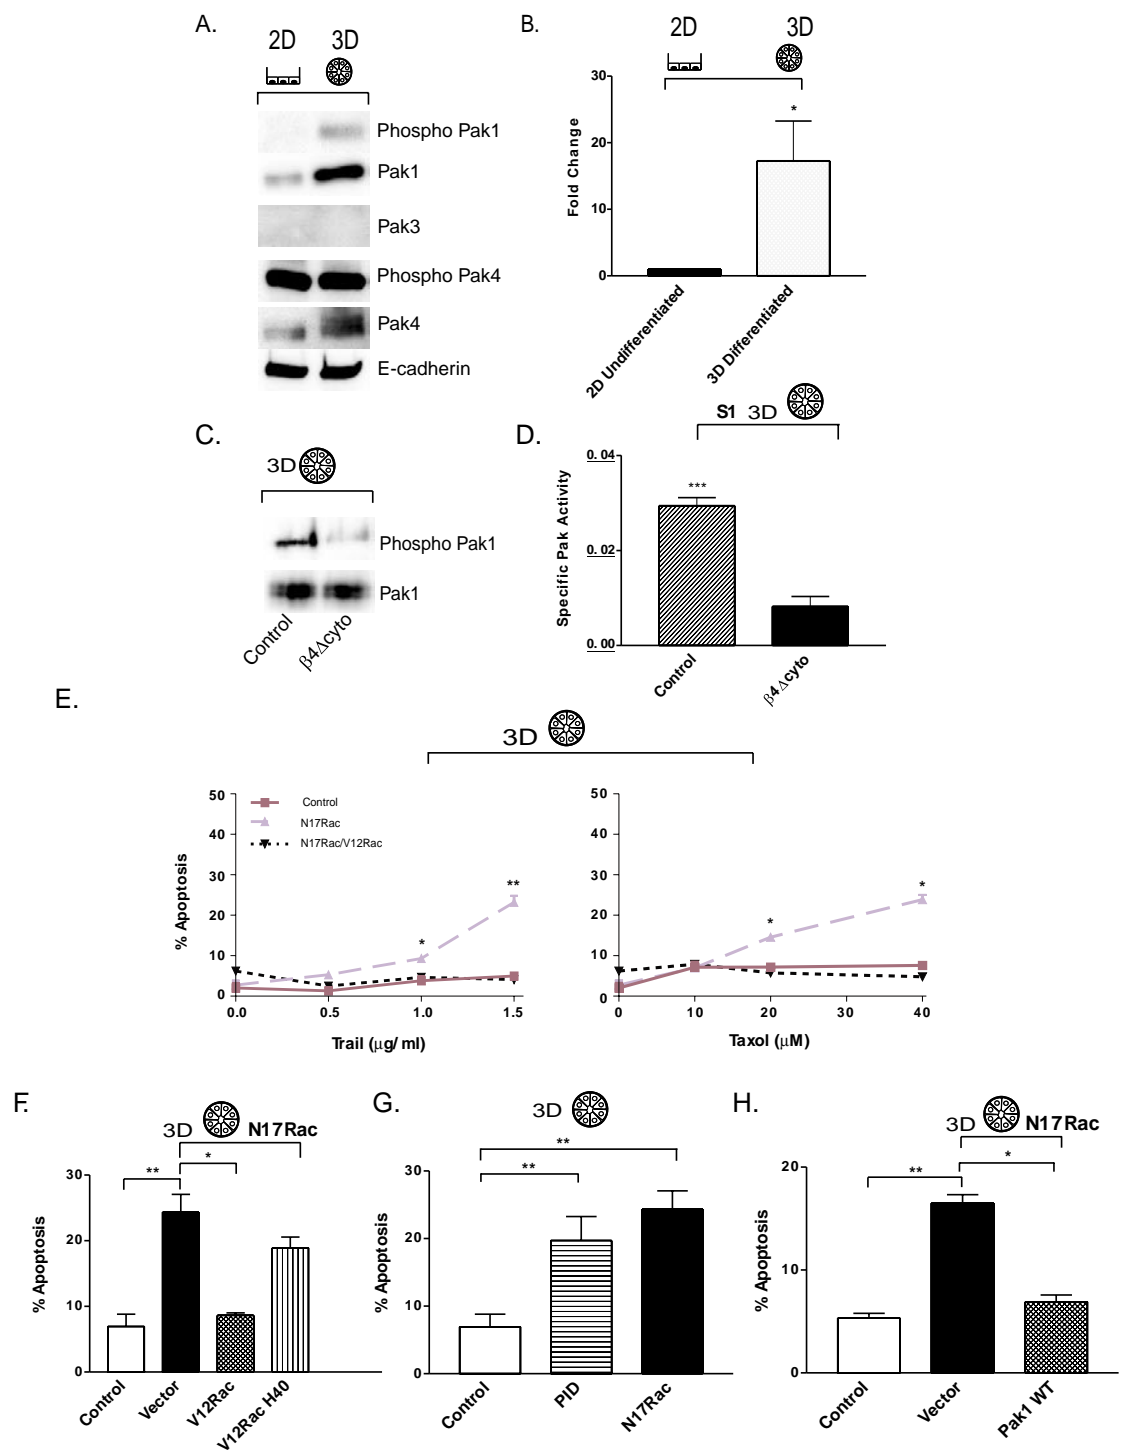 A.
2D 3D
Phospho Pak1
Pak1
Pak3
Phospho Pak4
Pak4
E-cadherin
B.
2D 3D
30
20
10
0
Fold Change
*
2D Undifferentiated
3D Differentiated
C.
3D
Phospho Pak1
Pak1
Control
β4Δcyto
D.
S1 3D
0.04
0.02
0.00
Specific Pak Activity
***
Control
β4Δcyto
E.
3D
50
40
30
20
10
0
% Apoptosis
Control
N17Rac
N17Rac/V12Rac
*
**
0.0 0.5 1.0 1.5
Trail (μg/ml)
50
40
30
20
10
0
*
*
0 10 20 30 40
Taxol (μM)
F.
3D N17Rac
**
*
30
20
10
0
% Apoptosis
Control
Vector
V12Rac
V12Rac H40
G.
3D
**
**
30
20
10
0
% Apoptosis
Control
PID
N17Rac
H.
3D N17Rac
**
*
20
10
0
% Apoptosis
Control
Vector
Pak1 WT